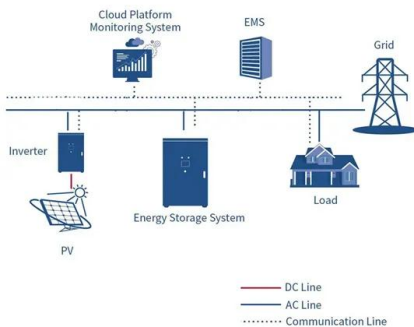 Cloud Platform
Monitoring System
EMS
Grid
Inverter
Energy Storage System
Load
PV
DC Line
AC Line
Communication Line